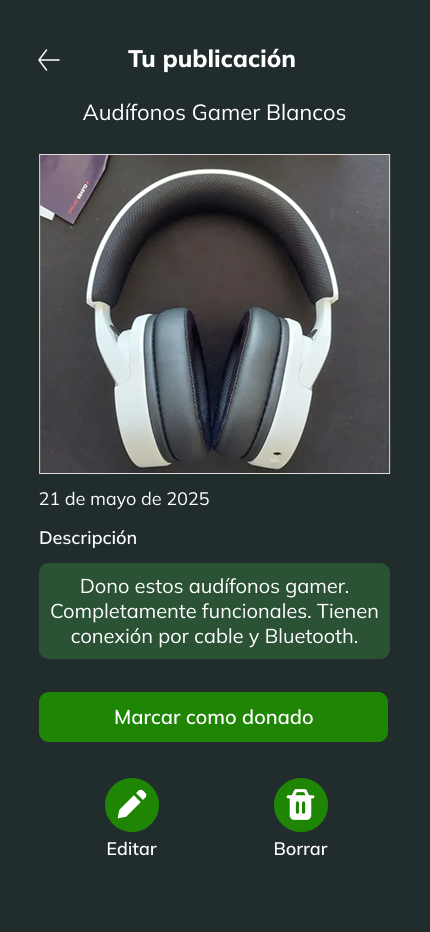 Tu publicación
Audífonos Gamer Blancos
21 de mayo de 2025
Descripción
Dono estos audífonos gamer.
Completamente funcionales. Tienen
conexión por cable y Bluetooth.
Marcar como donado
Editar
Borrar